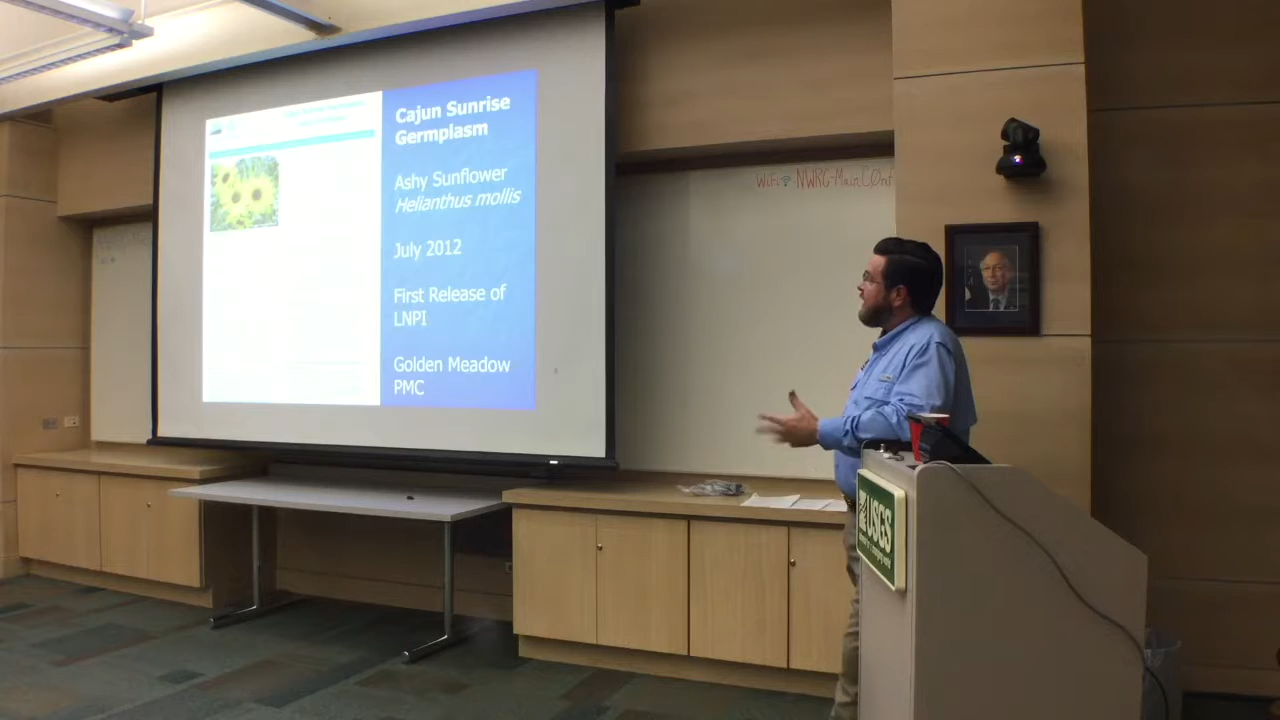 Cajun Sunrise
Germplasm
Ashy Sunflower
Helianthus mollis
July 2012
First Release of
LNPI
Golden Meadow
PMC
WiFi NWRG-MainCOnf
USGS